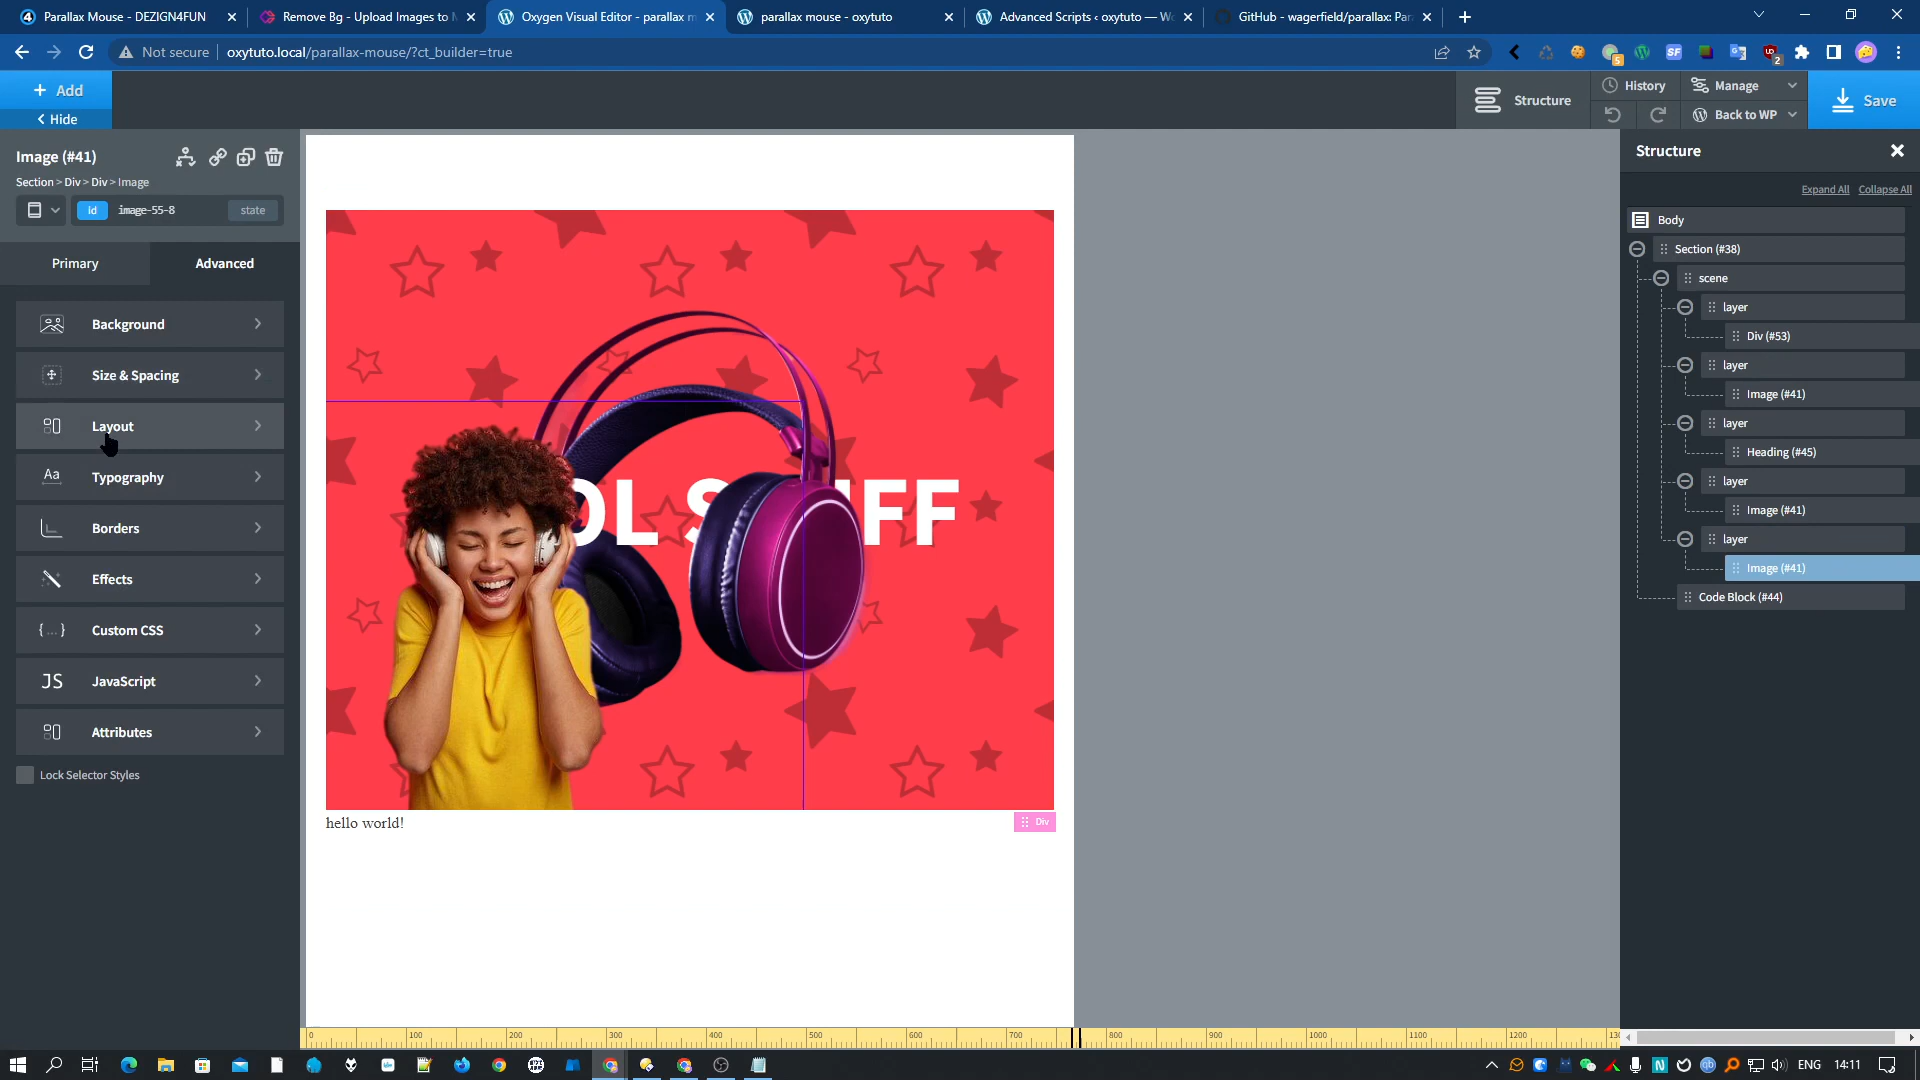 Parallax Mouse - DEZIGN4FUN
Remove Bg - Upload Images to
Oxygen Visual Editor - parallax m
parallax mouse - oxytuto
Advanced Scripts ‹ oxytuto — W
GitHub - wagerfield/parallax: Par
Not secure
oxytuto.local/parallax-mouse/?ct_builder=true
+ Add
< Hide
Structure
History
Manage
Back to WP
Save
Image (#41)
Section > Div > Div > Image
id
image-55-8
state
Primary
Advanced
Background
Size & Spacing
Layout
Typography
Borders
Effects
Custom CSS
JavaScript
Attributes
Lock Selector Styles
OL S FF
hello world!
Div
Structure
Expand All
Collapse All
Body
Section (#38)
scene
layer
Div (#53)
layer
Image (#41)
layer
Heading (#45)
layer
Image (#41)
layer
Image (#41)
Code Block (#44)
0 100 200 300 400 500 600 700 800 900 1000 1100 1200
ENG 14:11